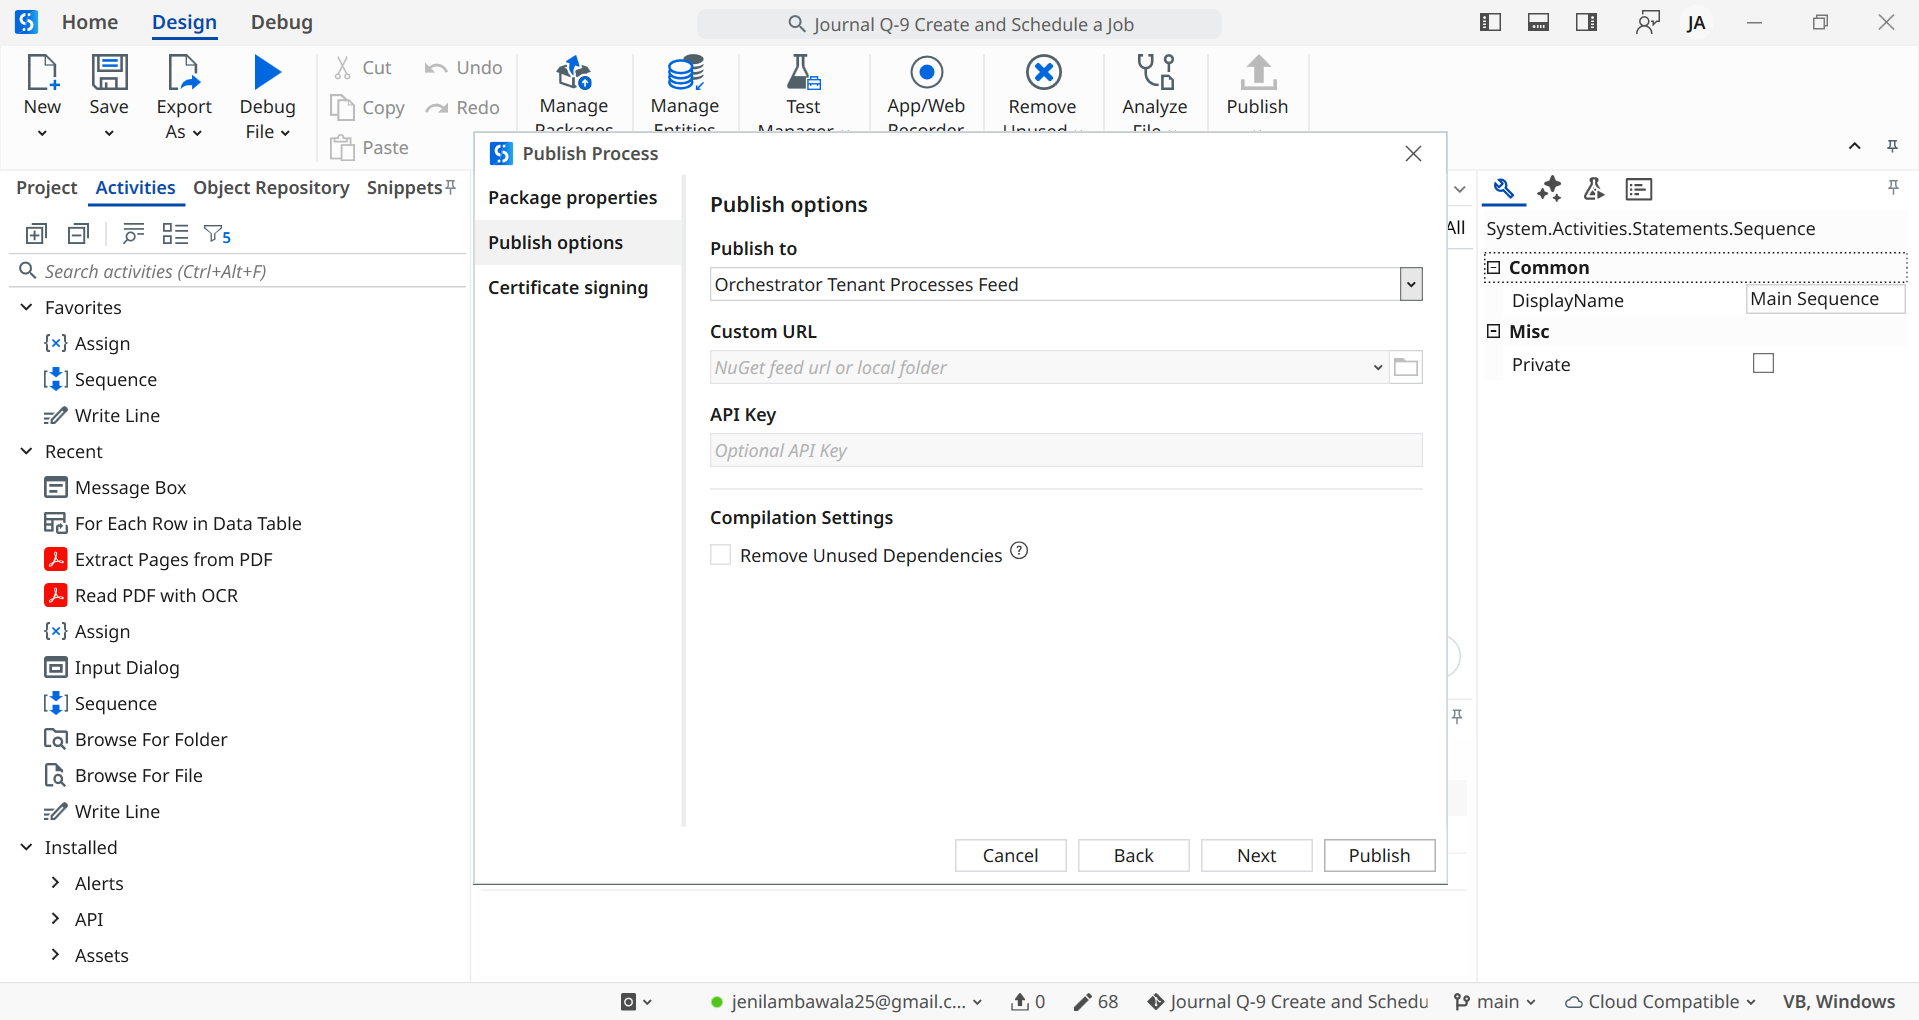 Home Design Debug
Journal Q-9 Create and Schedule a Job
JA
New
Save
Export As
Debug File
Cut
Copy
Paste
Undo
Redo
Manage Packages
Manage Entities
Test Manager
App/Web Recorder
Remove Unused
Analyze File
Publish
Project Activities Object Repository Snippets
5
Search activities (Ctrl+Alt+F)
Favorites
Assign
Sequence
Write Line
Recent
Message Box
For Each Row in Data Table
Extract Pages from PDF
Read PDF with OCR
Assign
Input Dialog
Sequence
Browse For Folder
Browse For File
Write Line
Installed
Alerts
API
Assets
Publish Process
Package properties
Publish options
Certificate signing
Publish options
Publish to
Orchestrator Tenant Processes Feed
Custom URL
NuGet feed url or local folder
API Key
Optional API Key
Compilation Settings
Remove Unused Dependencies
Cancel Back Next Publish
All
System.Activities.Statements.Sequence
Common
DisplayName Main Sequence
Misc
Private
jenilambawala25@gmail.c... 0 68 Journal Q-9 Create and Schedu main Cloud Compatible VB, Windows